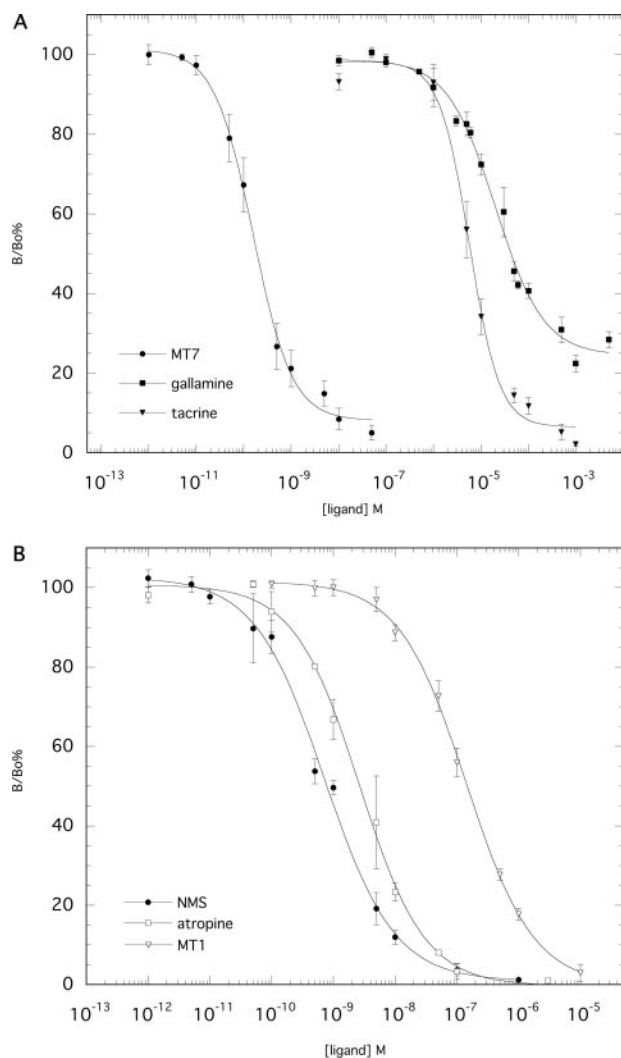 A
B/Bo%
100
80
60
40
20
0
MT7
gallamine
tacrine
10-13 10-11 10-9 10-7 10-5 10-3
[ligand] M
B
B/Bo%
100
80
60
40
20
0
NMS
atropine
MT1
10-13 10-12 10-11 10-10 10-9 10-8 10-7 10-6 10-5
[ligand] M